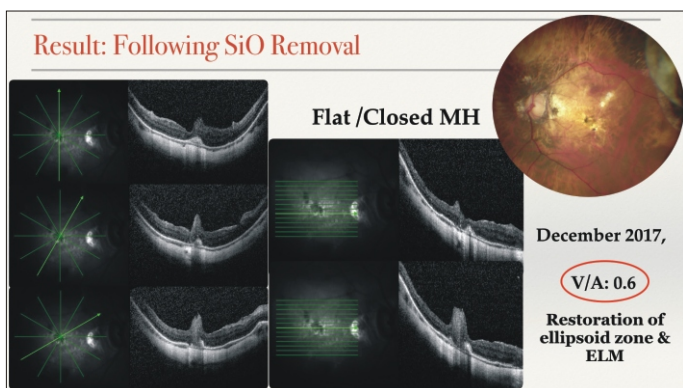 Result: Following SiO Removal
Flat /Closed MH
December 2017,
V/A: 0.6
Restoration of
ellipsoid zone &
ELM